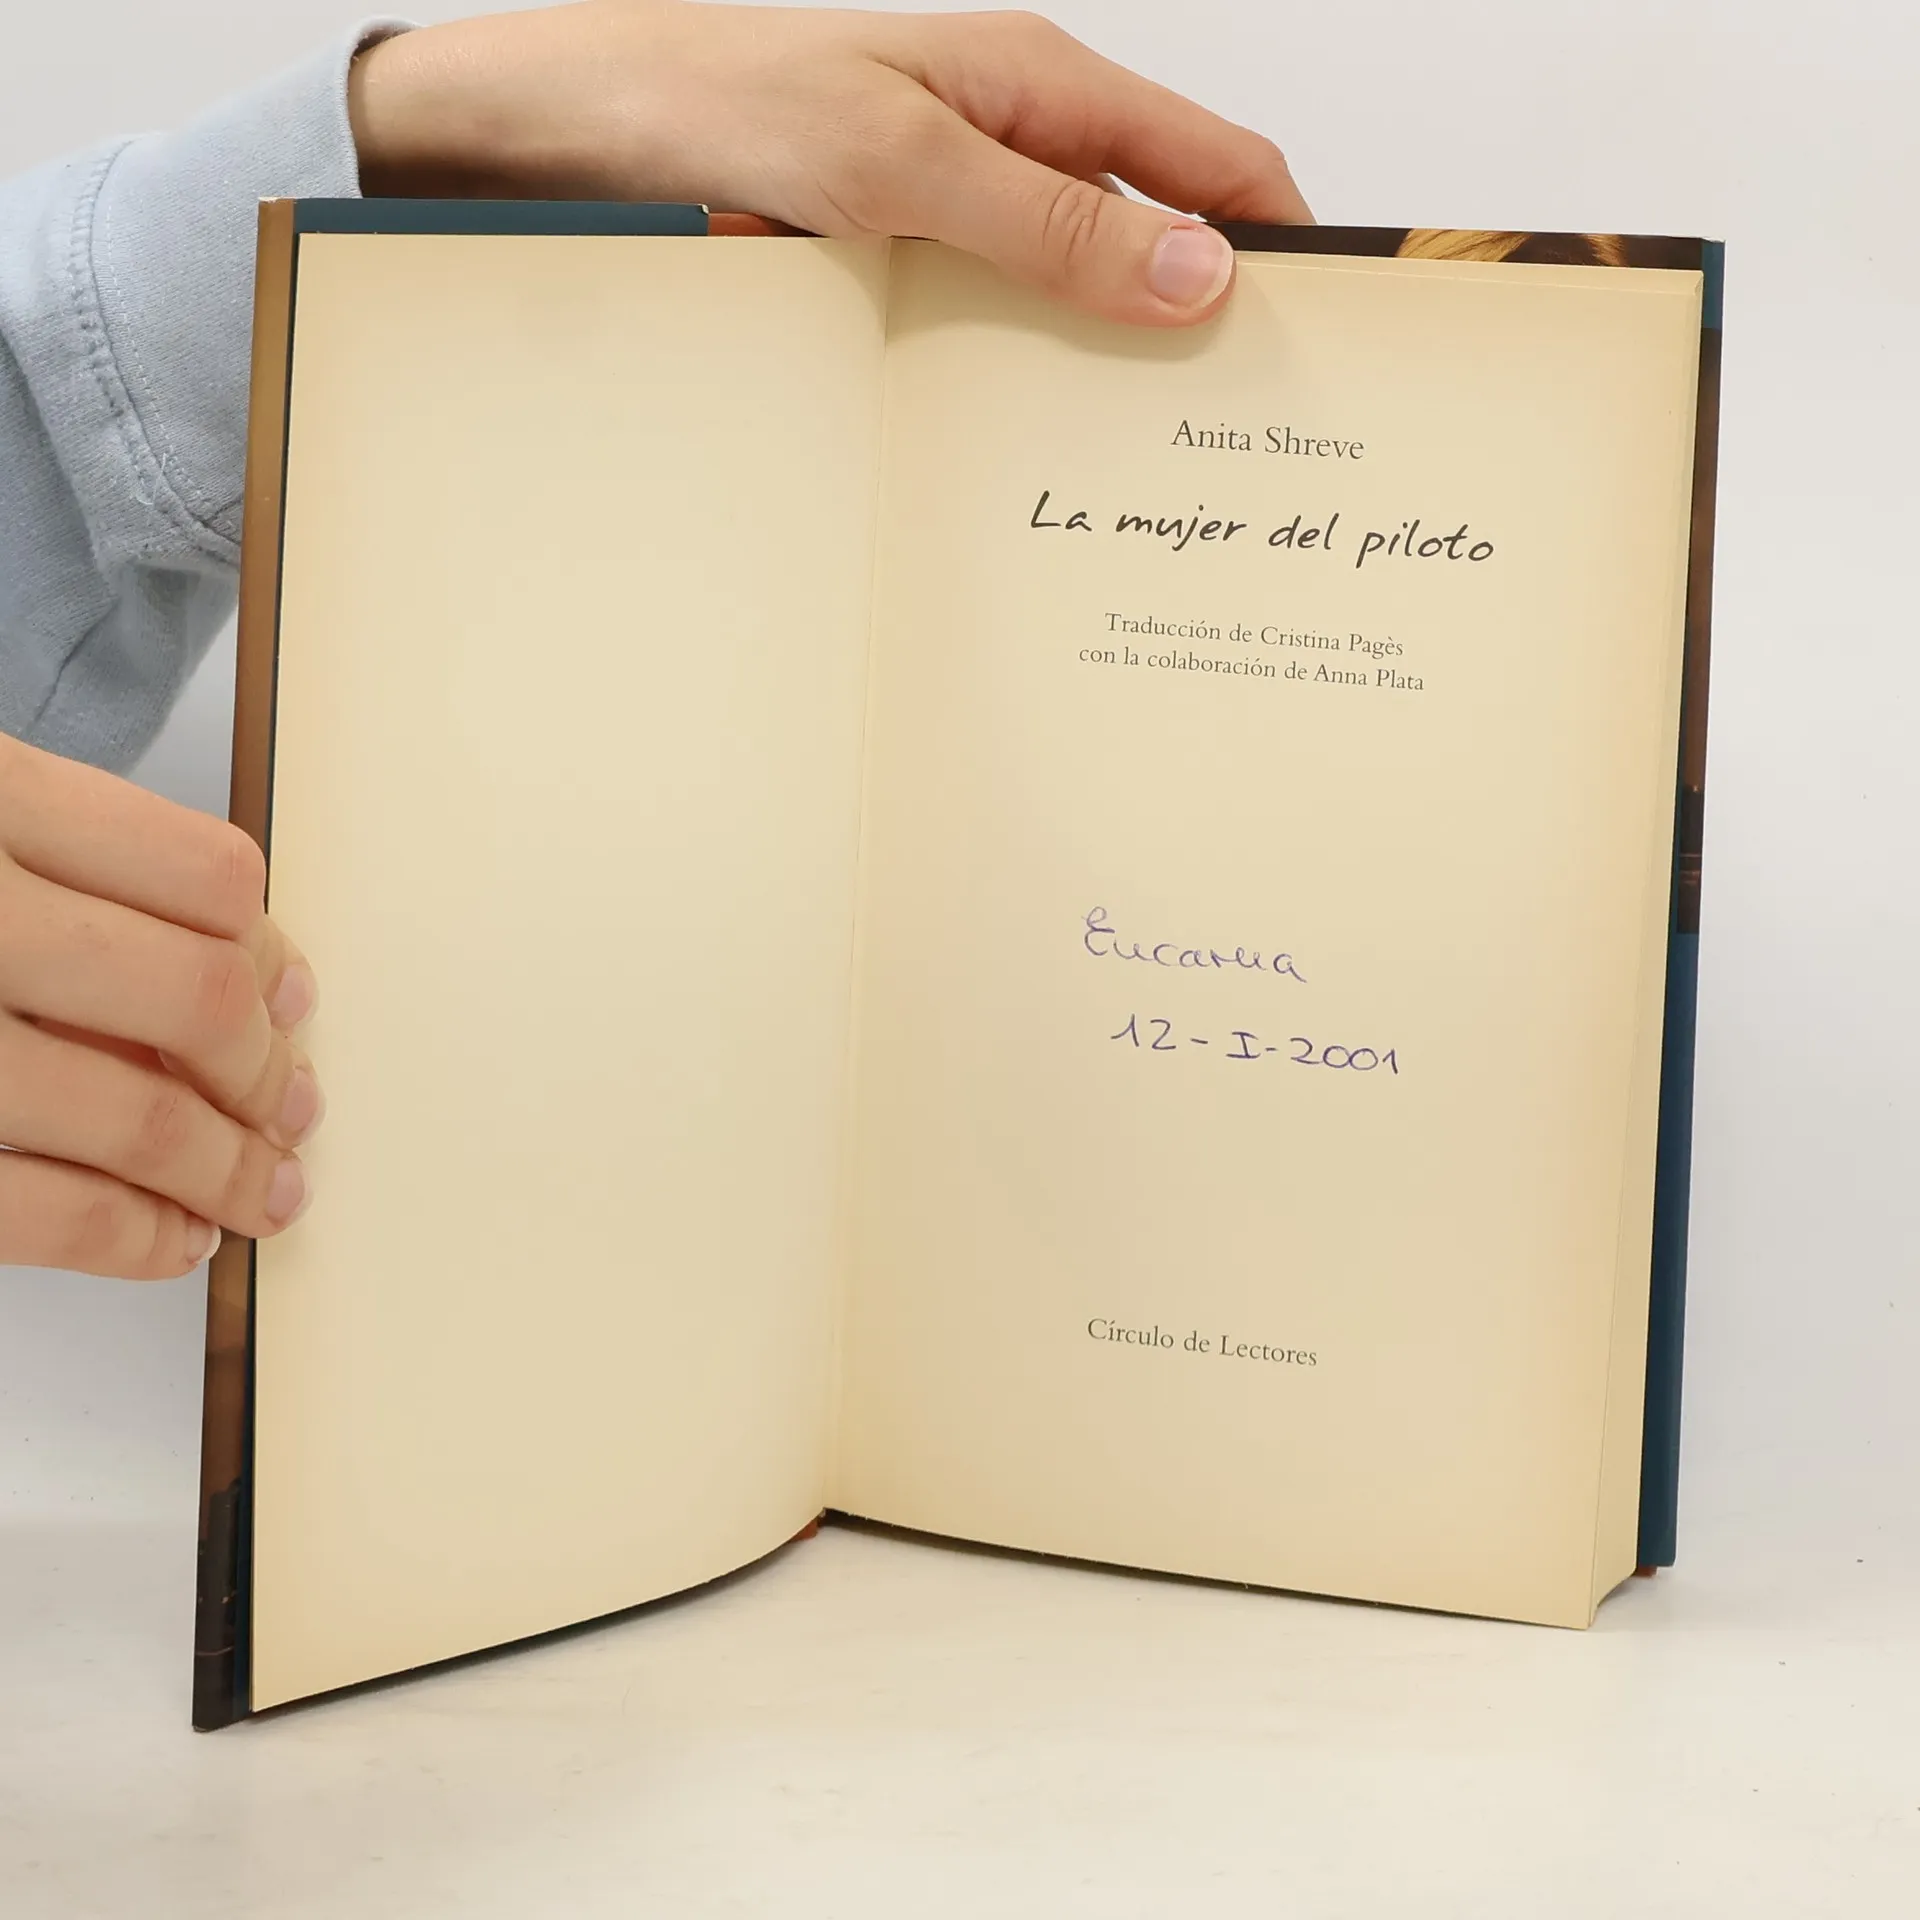 Anita Shreve
La mujer del piloto
Traducción de Cristina Pagès
con la colaboración de Anna Plata
Eucarna
12-I-2001
Círculo de Lectores